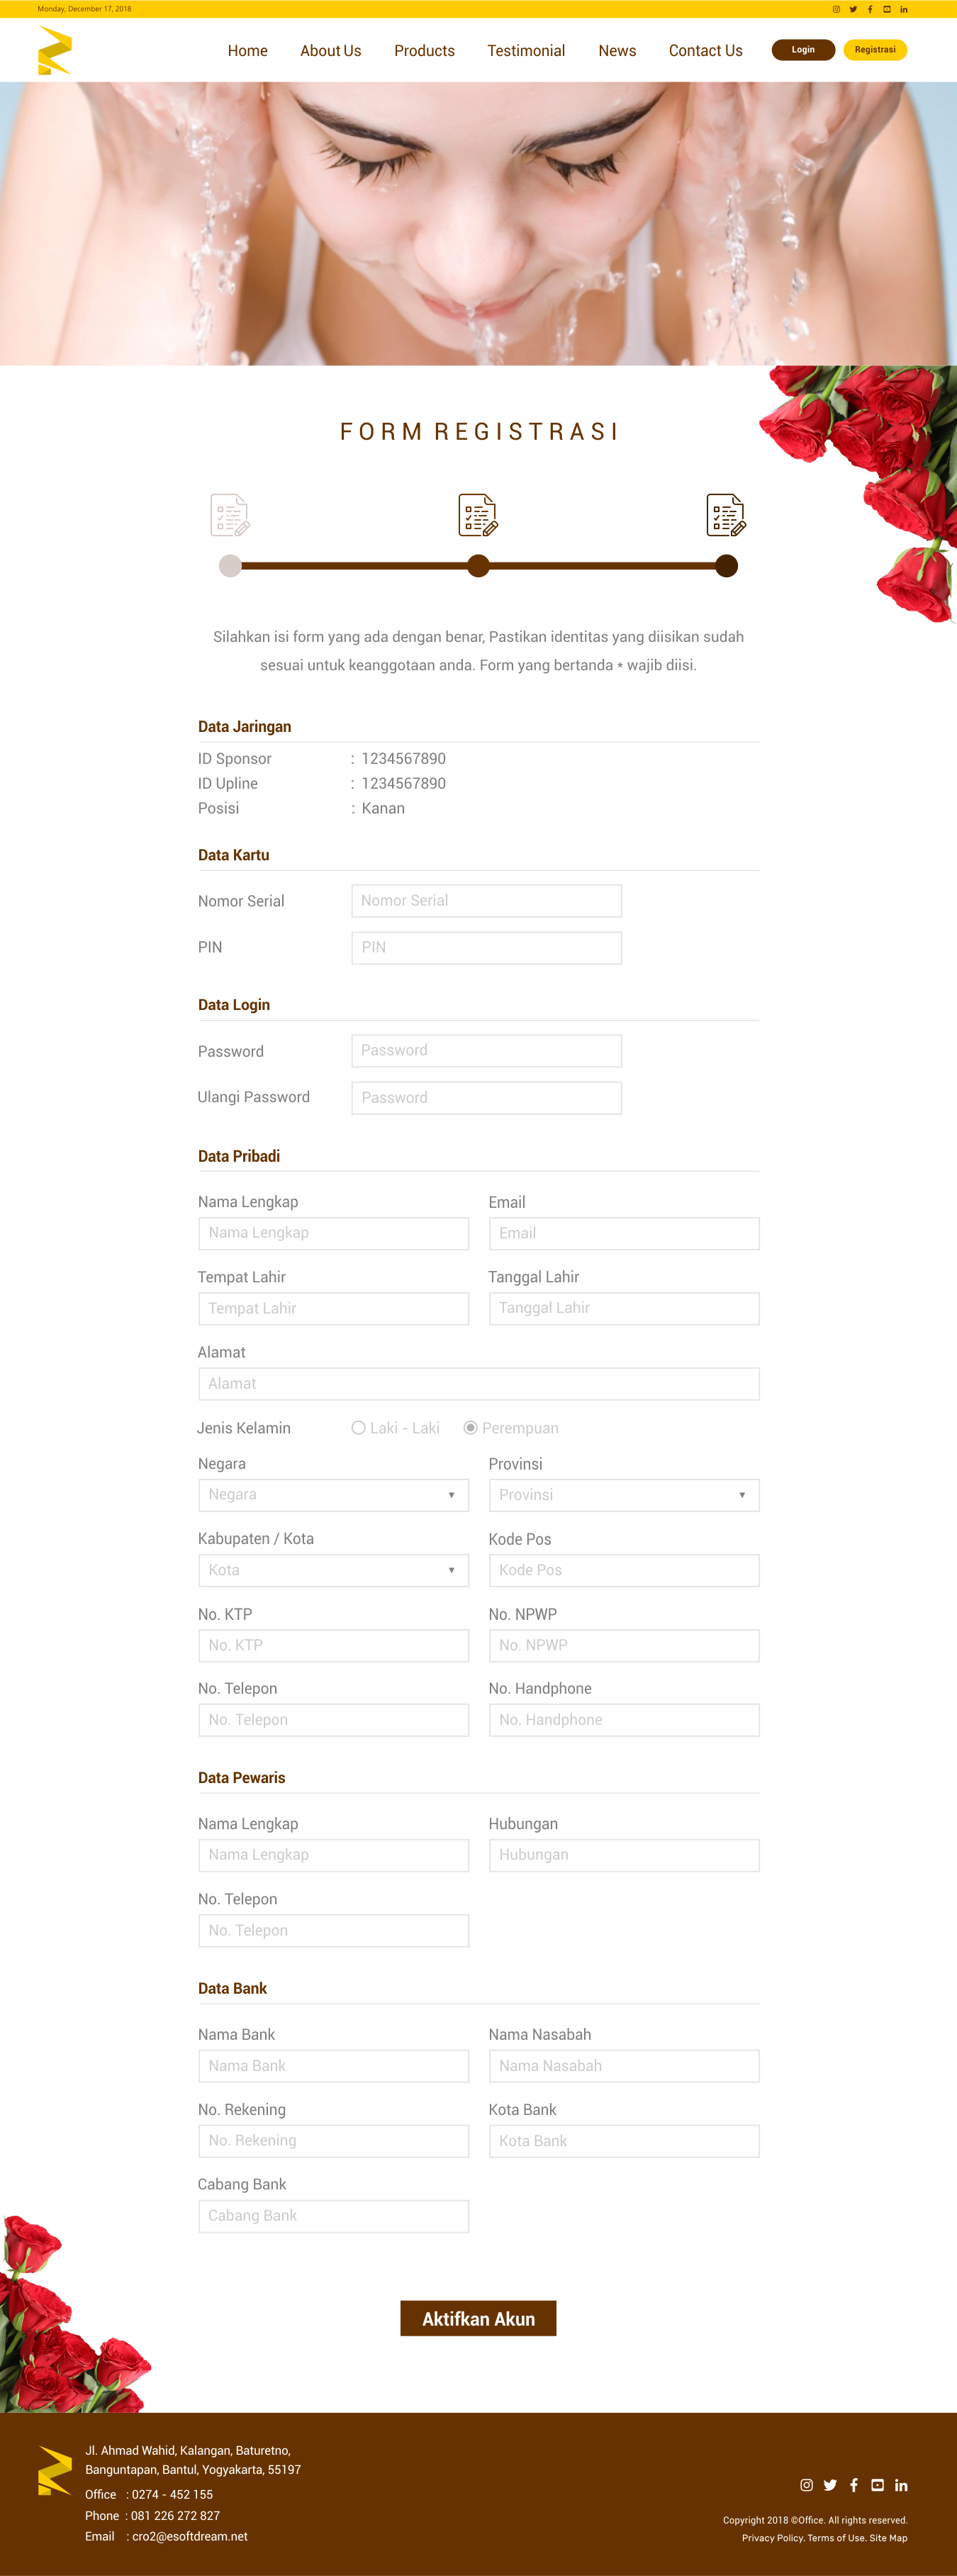 Monday, December 17, 2018
Home About Us Products Testimonial News Contact Us Login Registrasi
FORM REGISTRASI
Silahkan isi form yang ada dengan benar, Pastikan identitas yang diisikan sudah
sesuai untuk keanggotaan anda. Form yang bertanda * wajib diisi.
Data Jaringan
ID Sponsor : 1234567890
ID Upline : 1234567890
Posisi : Kanan
Data Kartu
Nomor Serial Nomor Serial
PIN PIN
Data Login
Password Password
Ulangi Password Password
Data Pribadi
Nama Lengkap Email
Nama Lengkap Email
Tempat Lahir Tanggal Lahir
Tempat Lahir Tanggal Lahir
Alamat
Alamat
Jenis Kelamin Laki - Laki Perempuan
Negara Provinsi
Negara Provinsi
Kabupaten / Kota Kode Pos
Kota Kode Pos
No. KTP No. NPWP
No. KTP No. NPWP
No. Telepon No. Handphone
No. Telepon No. Handphone
Data Pewaris
Nama Lengkap Hubungan
Nama Lengkap Hubungan
No. Telepon
No. Telepon
Data Bank
Nama Bank Nama Nasabah
Nama Bank Nama Nasabah
No. Rekening Kota Bank
No. Rekening Kota Bank
Cabang Bank
Cabang Bank
Aktifkan Akun
Jl. Ahmad Wahid, Kalangan, Baturetno,
Banguntapan, Bantul, Yogyakarta, 55197
Office : 0274 - 452 155
Phone : 081 226 272 827
Email : cro2@esoftdream.net
Copyright 2018 ©Office. All rights reserved.
Privacy Policy. Terms of Use. Site Map